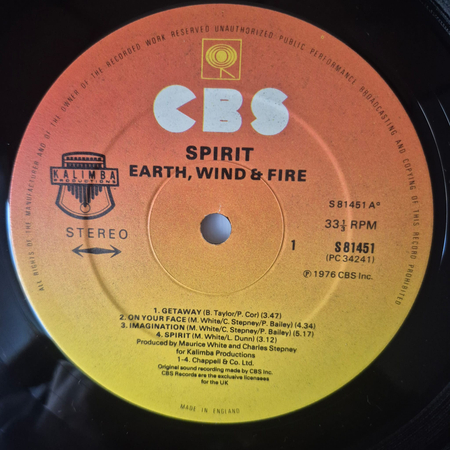 ALL RIGHTS OF THE MANUFACTURER AND OF THE OWNER OF THE RECORDED WORK RESERVED UNAUTHORIZED PUBLIC PERFORMANCE BROADCASTING AND COPYING OF THIS RECORD PROHIBITED
CBS
SPIRIT
EARTH, WIND & FIRE
KALIMBA
PRODUCTIONS
STEREO
S 81451 A°
33⅓ RPM
1
S 81451
(PC 34241)
℗ 1976 CBS Inc.
1. GETAWAY (B. Taylor/P. Cor) (3.47)
2. ON YOUR FACE (M. White/C. Stepney/P. Bailey) (4.34)
3. IMAGINATION (M. White/C. Stepney/P. Bailey) (5.17)
4. SPIRIT (M. White/L. Dunn) (3.12)
Produced by Maurice White and Charles Stepney
for Kalimba Productions
1-4. Chappell & Co. Ltd.
Original sound recording made by CBS Inc.
CBS Records are the exclusive licensees
for the UK
MADE IN ENGLAND